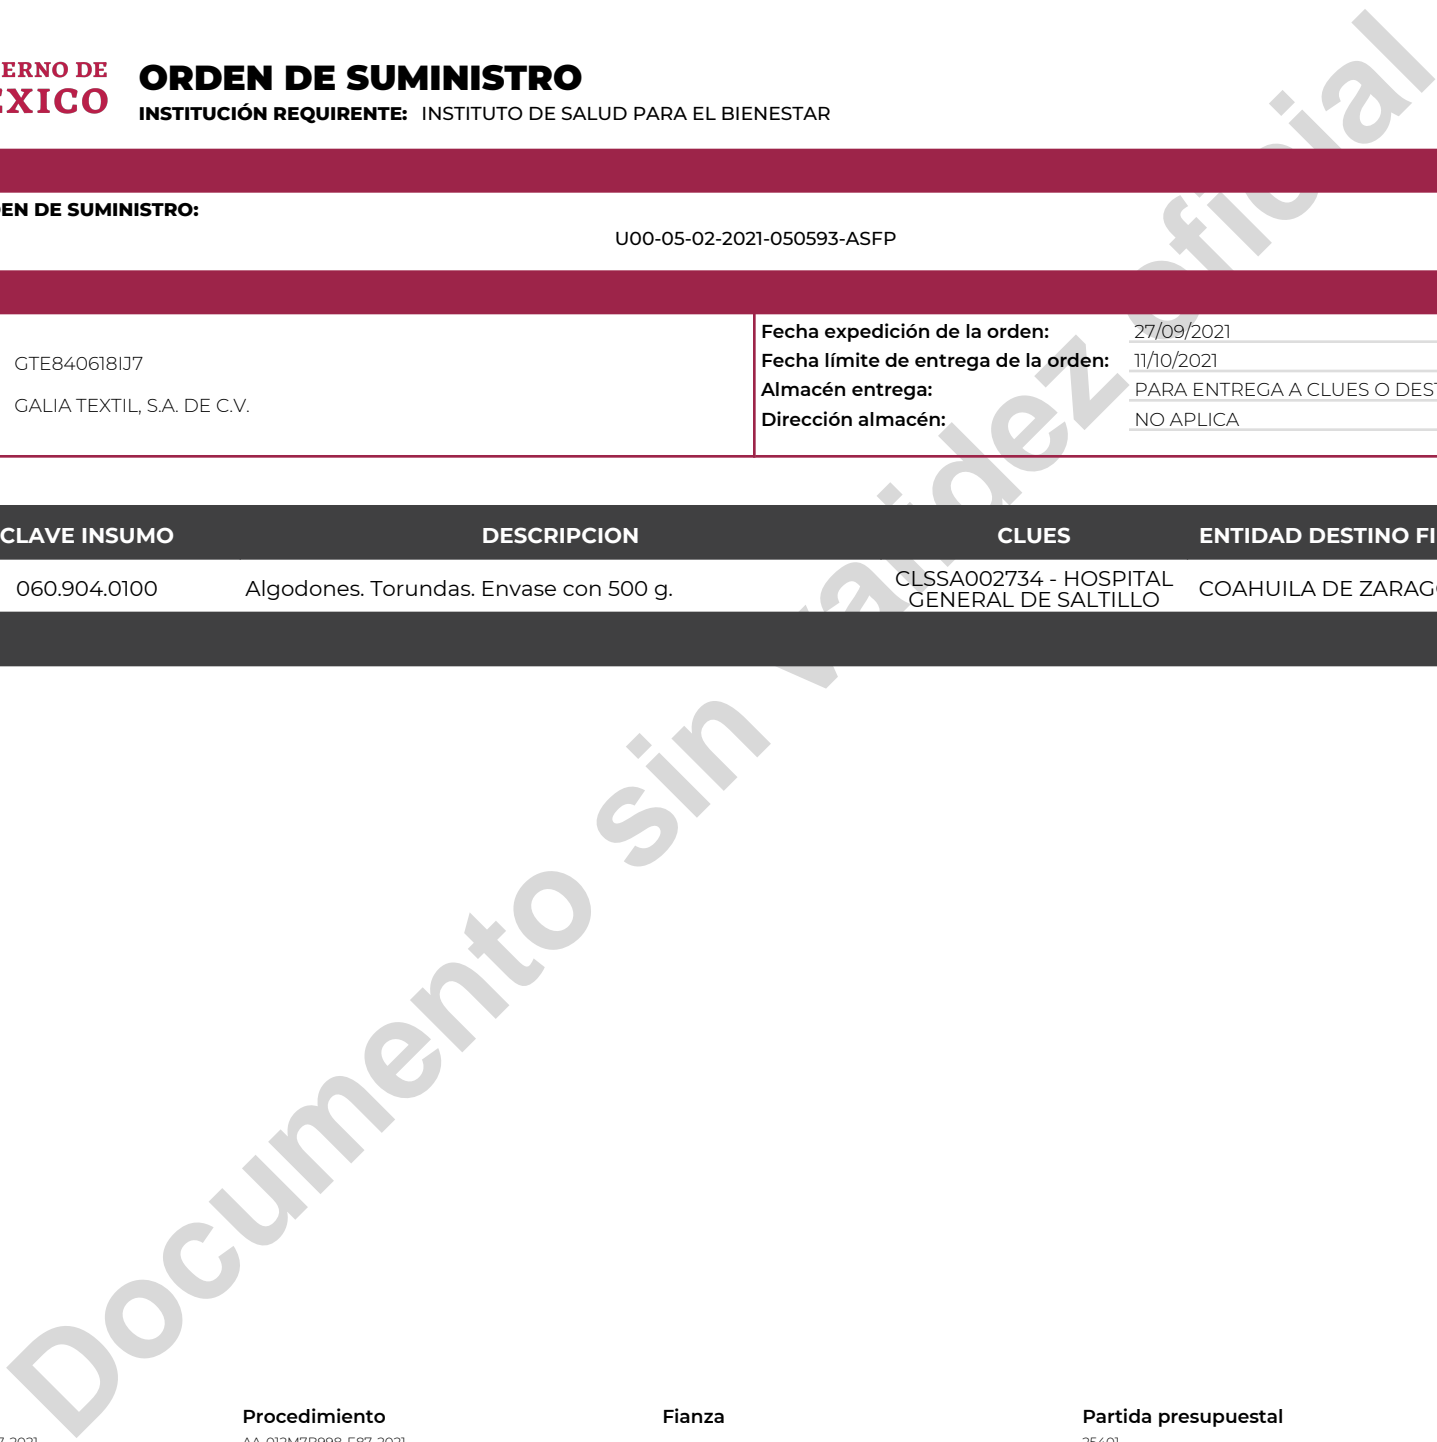 ERNO DE
EXICO
ORDEN DE SUMINISTRO
INSTITUCIÓN REQUIRENTE: INSTITUTO DE SALUD PARA EL BIENESTAR
EN DE SUMINISTRO:
U00-05-02-2021-050593-ASFP
GTE840618IJ7
GALIA TEXTIL, S.A. DE C.V.
Fecha expedición de la orden: 27/09/2021
Fecha límite de entrega de la orden: 11/10/2021
Almacén entrega: PARA ENTREGA A CLUES O DEST
Dirección almacén: NO APLICA
CLAVE INSUMO DESCRIPCION CLUES ENTIDAD DESTINO FI
060.904.0100 Algodones. Torundas. Envase con 500 g. CLSSA002734 - HOSPITAL GENERAL DE SALTILLO COAHUILA DE ZARAG
Documento sin validez oficial
Procedimiento Fianza Partida presupuestal